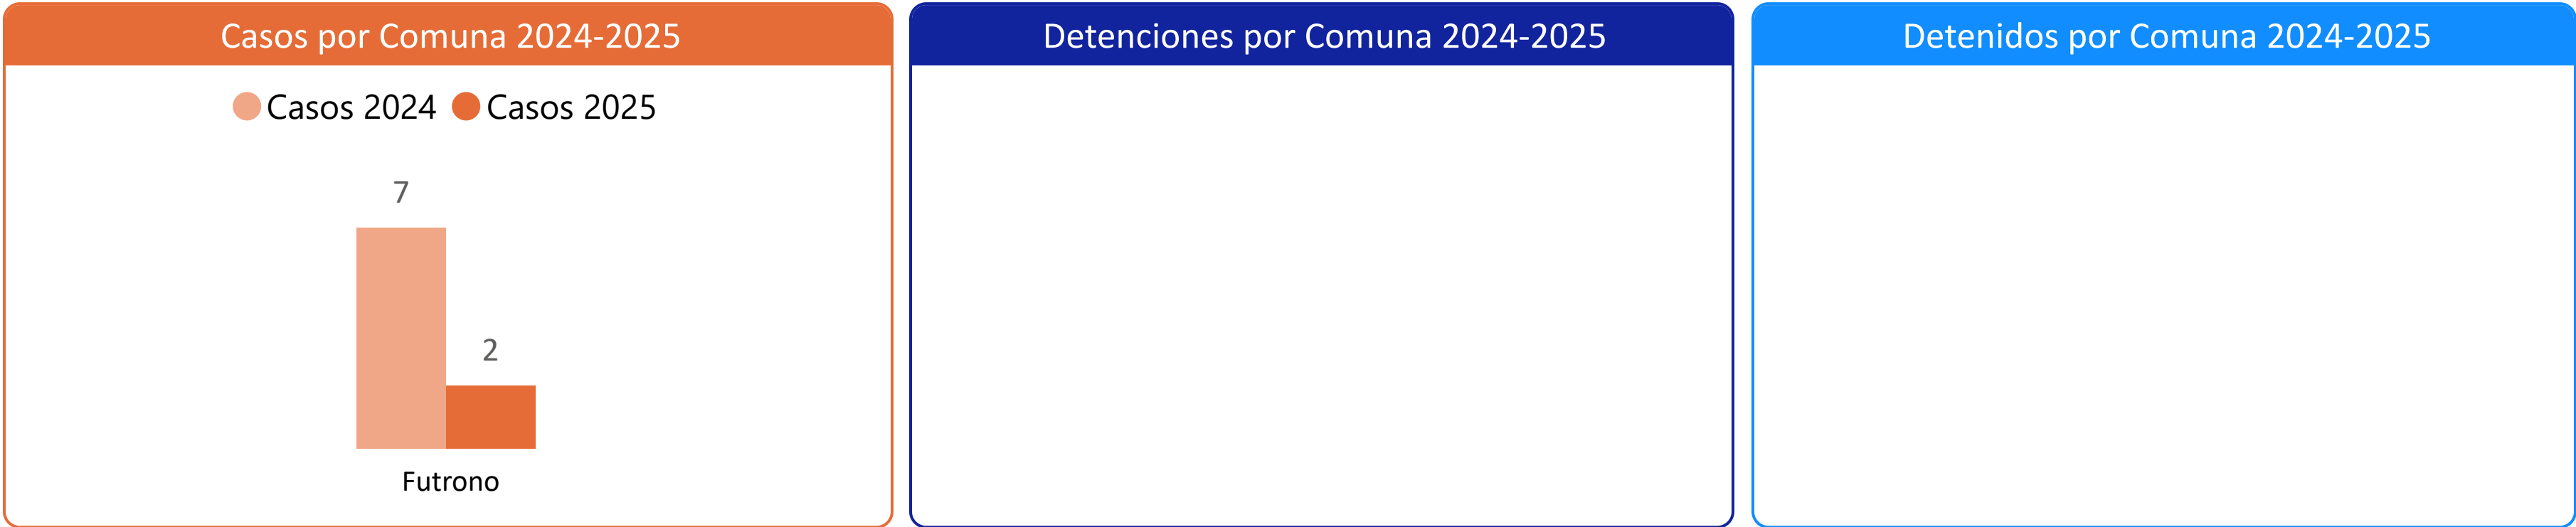 Casos por Comuna 2024-2025
Casos 2024 Casos 2025
7
2
Futrono
Detenciones por Comuna 2024-2025
Detenidos por Comuna 2024-2025